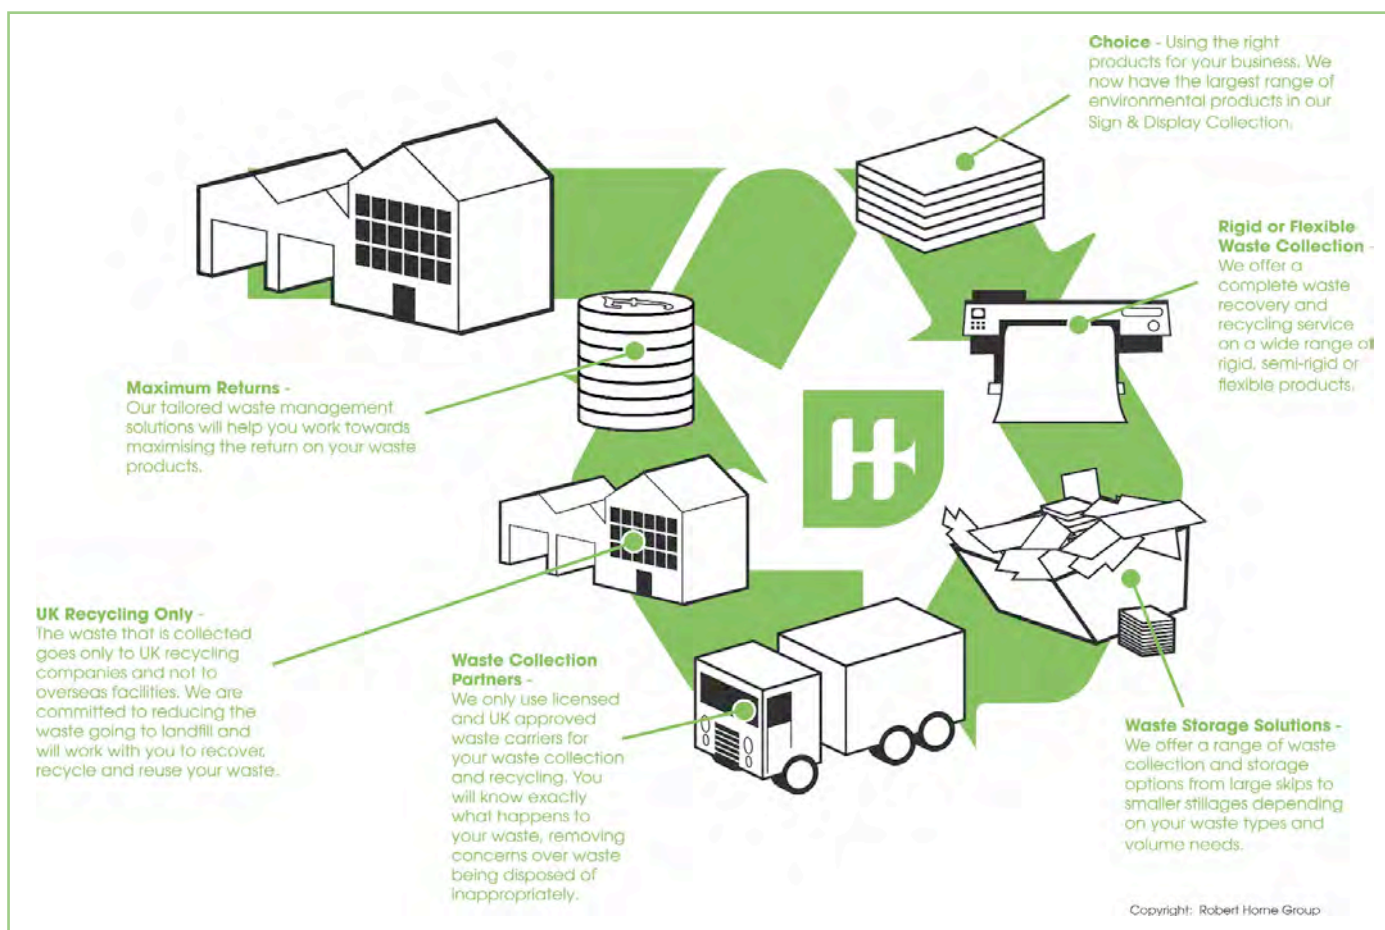 Choice - Using the right
products for your business. We
now have the largest range of
environmental products in our
Sign & Display Collection.
Rigid or Flexible
Waste Collection -
We offer a
complete waste
recovery and
recycling service
on a wide range of
rigid, semi-rigid or
flexible products.
Maximum Returns -
Our tailored waste management
solutions will help you work towards
maximising the return on your waste
products.
H
UK Recycling Only -
The waste that is collected
goes only to UK recycling
companies and not to
overseas facilities. We are
committed to reducing the
waste going to landfill and
will work with you to recover,
recycle and reuse your waste.
Waste Collection
Partners -
We only use licensed
and UK approved
waste carriers for
your waste collection
and recycling. You
will know exactly
what happens to
your waste, removing
concerns over waste
being disposed of
inappropriately.
Waste Storage Solutions -
We offer a range of waste
collection and storage
options from large skips to
smaller stillages depending
on your waste types and
volume needs.
Copyright: Robert Horne Group